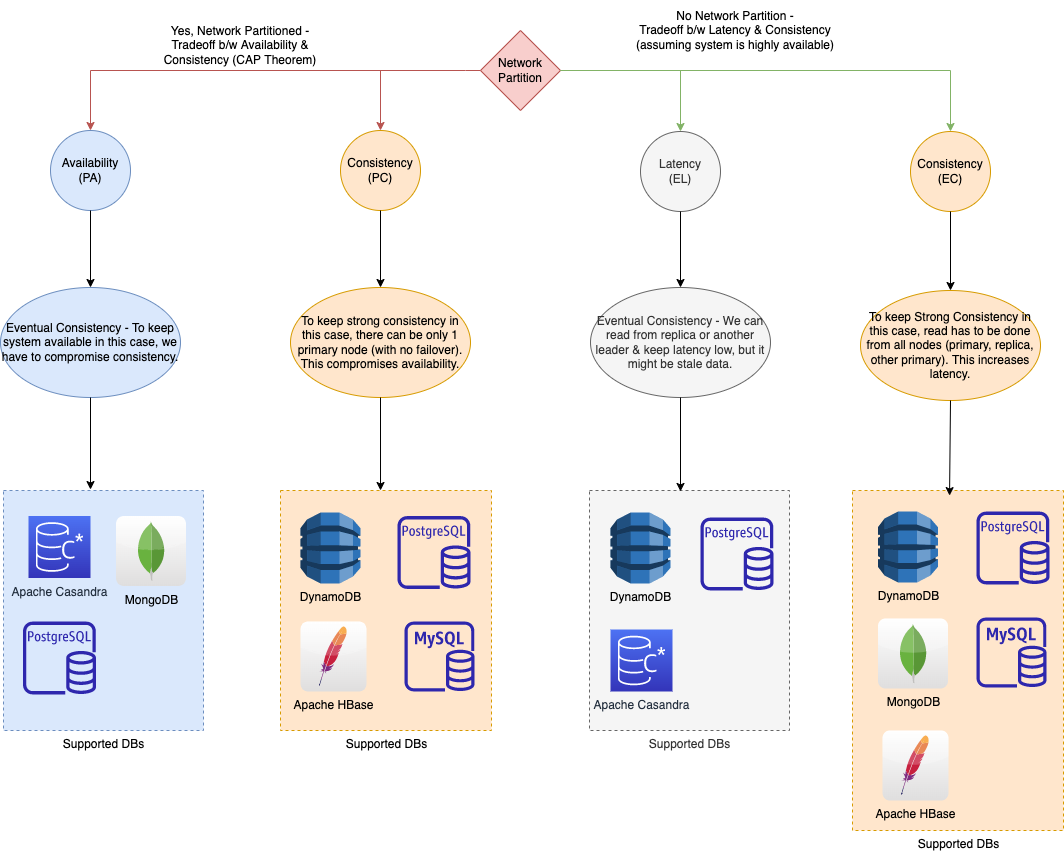 Yes, Network Partitioned -
Tradeoff b/w Availability &
Consistency (CAP Theorem)
No Network Partition -
Tradeoff b/w Latency & Consistency
(assuming system is highly available)
Network
Partition
Availability
(PA)
Consistency
(PC)
Latency
(EL)
Consistency
(EC)
Eventual Consistency - To keep
system available in this case, we
have to compromise consistency.
To keep strong consistency in
this case, there can be only 1
primary node (with no failover).
This compromises availability.
Eventual Consistency - We can
read from replica or another
leader & keep latency low, but it
might be stale data.
To keep Strong Consistency in
this case, read has to be done
from all nodes (primary, replica,
other primary). This increases
latency.
C*
Apache Casandra
MongoDB
PostgreSQL
Supported DBs
DynamoDB
PostgreSQL
Apache HBase
MySQL
Supported DBs
DynamoDB
PostgreSQL
C*
Apache Casandra
Supported DBs
DynamoDB
PostgreSQL
MongoDB
MySQL
Apache HBase
Supported DBs